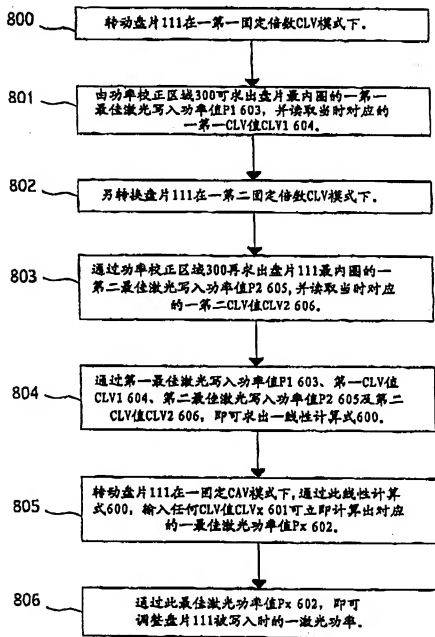 800
转动盘片111在一第一固定倍数CLV模式下。
801
由功率校正区域300可求出盘片最内圈的一第一
最佳激光写入功率值P1 603,并读取当时对应的
一第一CLV值CLV1 604。
802
另转换盘片111在一第二固定倍数CLV模式下。
803
通过功率校正区域300再求出盘片111最内圈的一
第二最佳激光写入功率值P2 605,并读取当时对应
的一第二CLV值CLV2 606。
804
通过第一最佳激光写入功率值P1 603、第一CLV值
CLV1 604、第二最佳激光写入功率值P2 605及第二
CLV值CLV2 606,即可求出一线性计算式600。
805
转动盘片111在一固定CAV模式下,通过此线性计算
式600,输入任何CLV值CLVx 601可立即计算出对应
的一最佳激光功率值Px 602。
806
通过此最佳激光功率值Px 602,即可
调整盘片111被写入时的一激光功率。